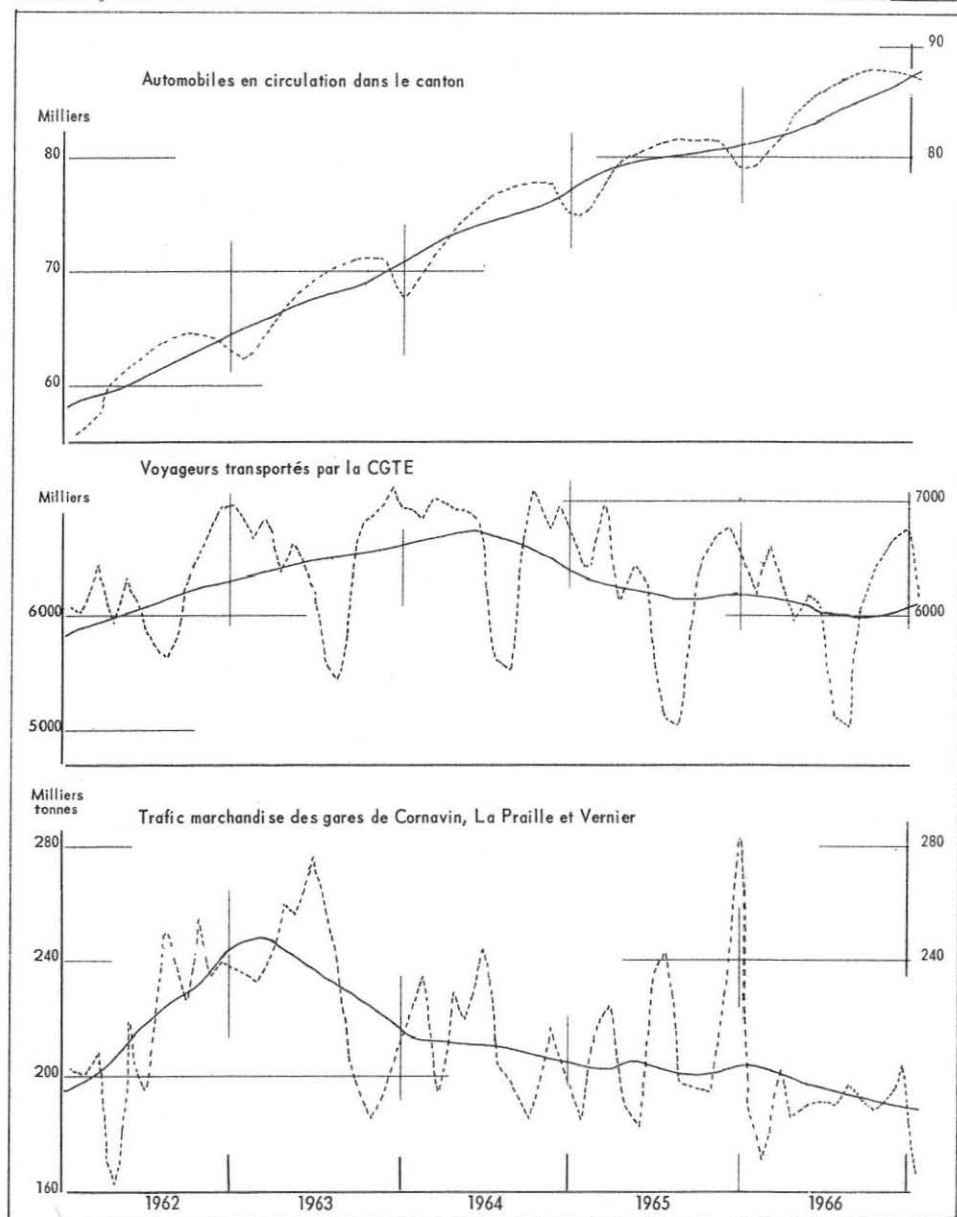 90
Automobiles en circulation dans le canton
Milliers
80
80
70
60
Voyageurs transportés par la CGTE
Milliers
7000
6000
6000
5000
Milliers
tonnes
Trafic marchandise des gares de Cornavin, La Praille et Vernier
280
280
240
240
200
160
1962
1963
1964
1965
1966